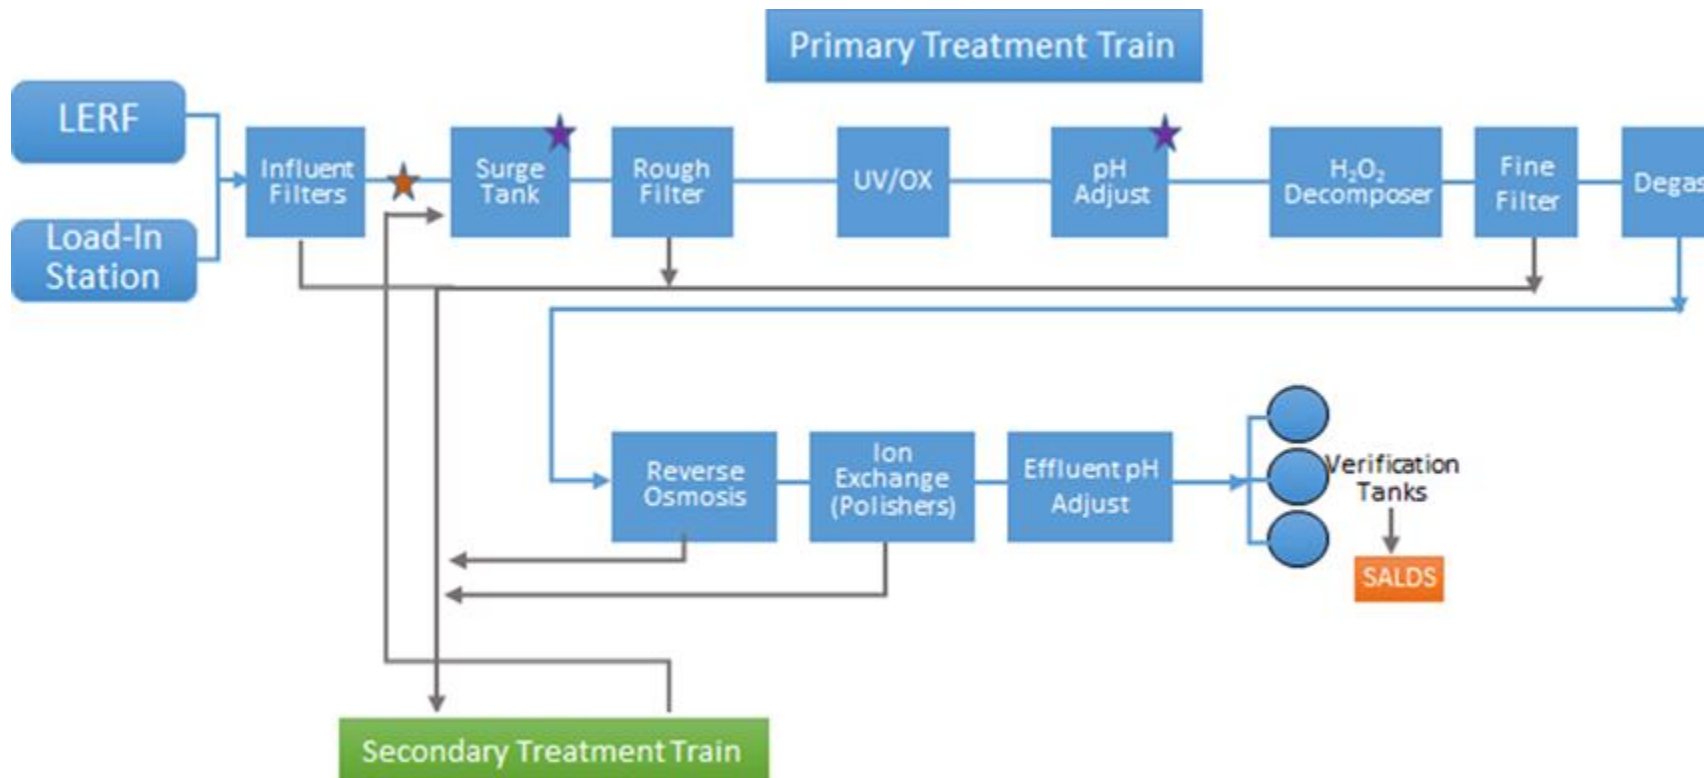 Primary Treatment Train
LERF
Load-In
Station
Influent
Filters
Surge
Tank
Rough
Filter
UV/OX
pH
Adjust
H₂O₂
Decomposer
Fine
Filter
Degas
Reverse
Osmosis
Ion
Exchange
(Polishers)
Effluent pH
Adjust
Verification
Tanks
SALDS
Secondary Treatment Train